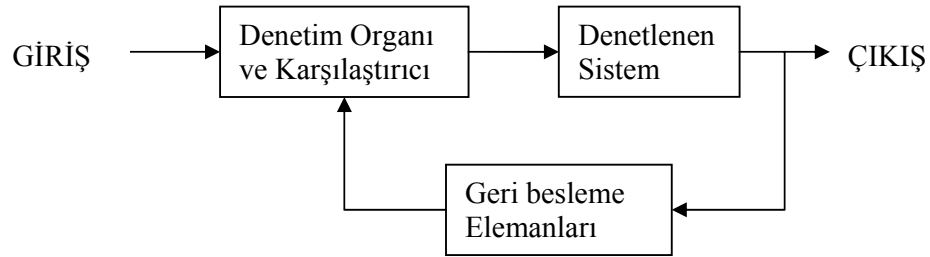 GİRİŞ
Denetim Organı
ve Karşılaştırıcı
Denetlenen
Sistem
ÇIKIŞ
Geri besleme
Elemanları